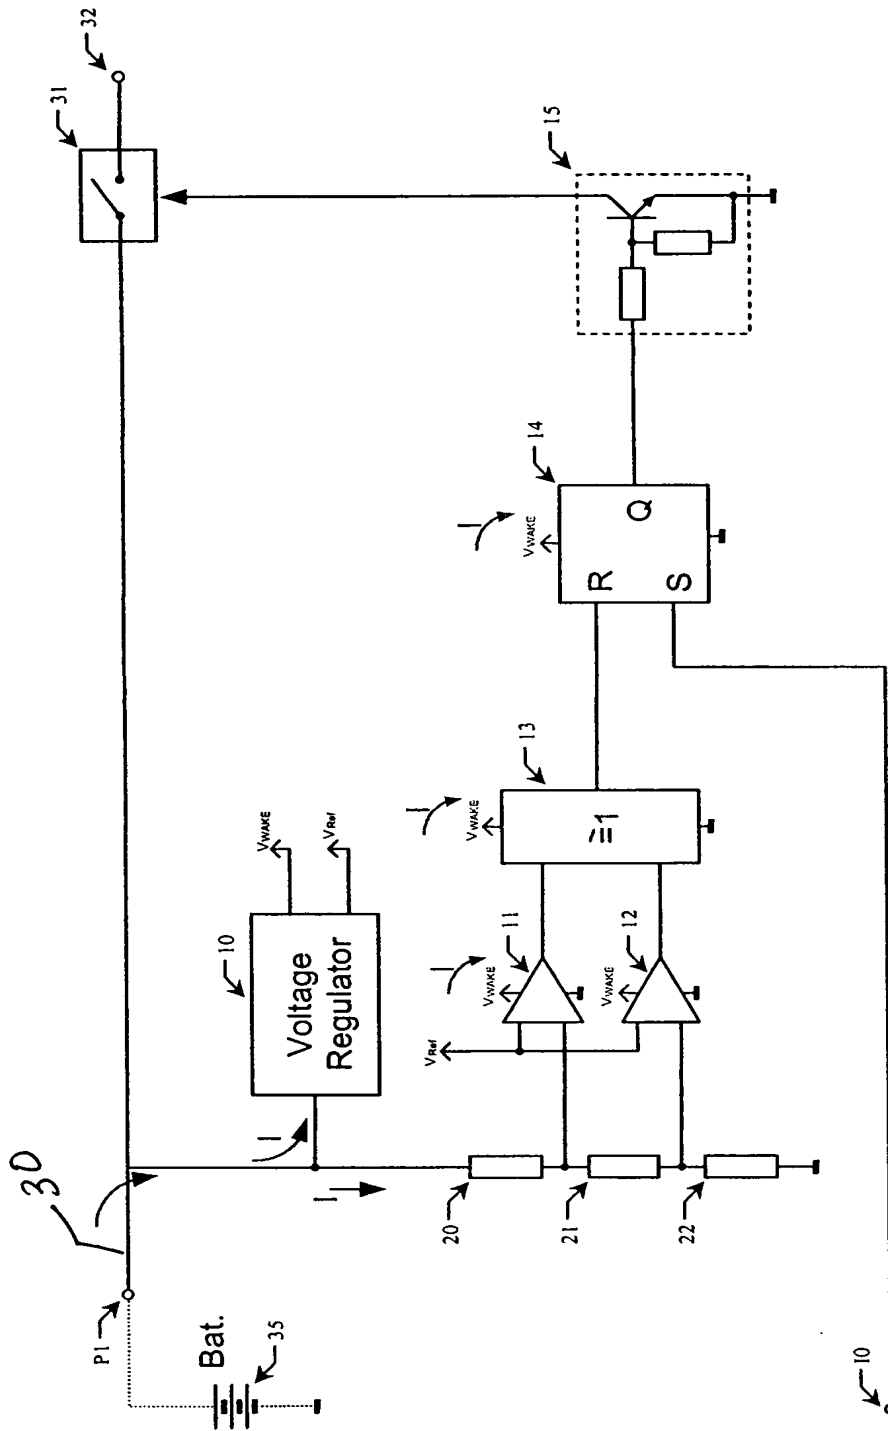 30
31
32
P1
Bat.
35
10
Voltage
Regulator
VWAKE
VRef
I
I
VRef
20
21
22
I
VWAKE
11
VWAKE
12
I
VWAKE
≥1
13
I
VWAKE
14
R
S
Q
15
I0